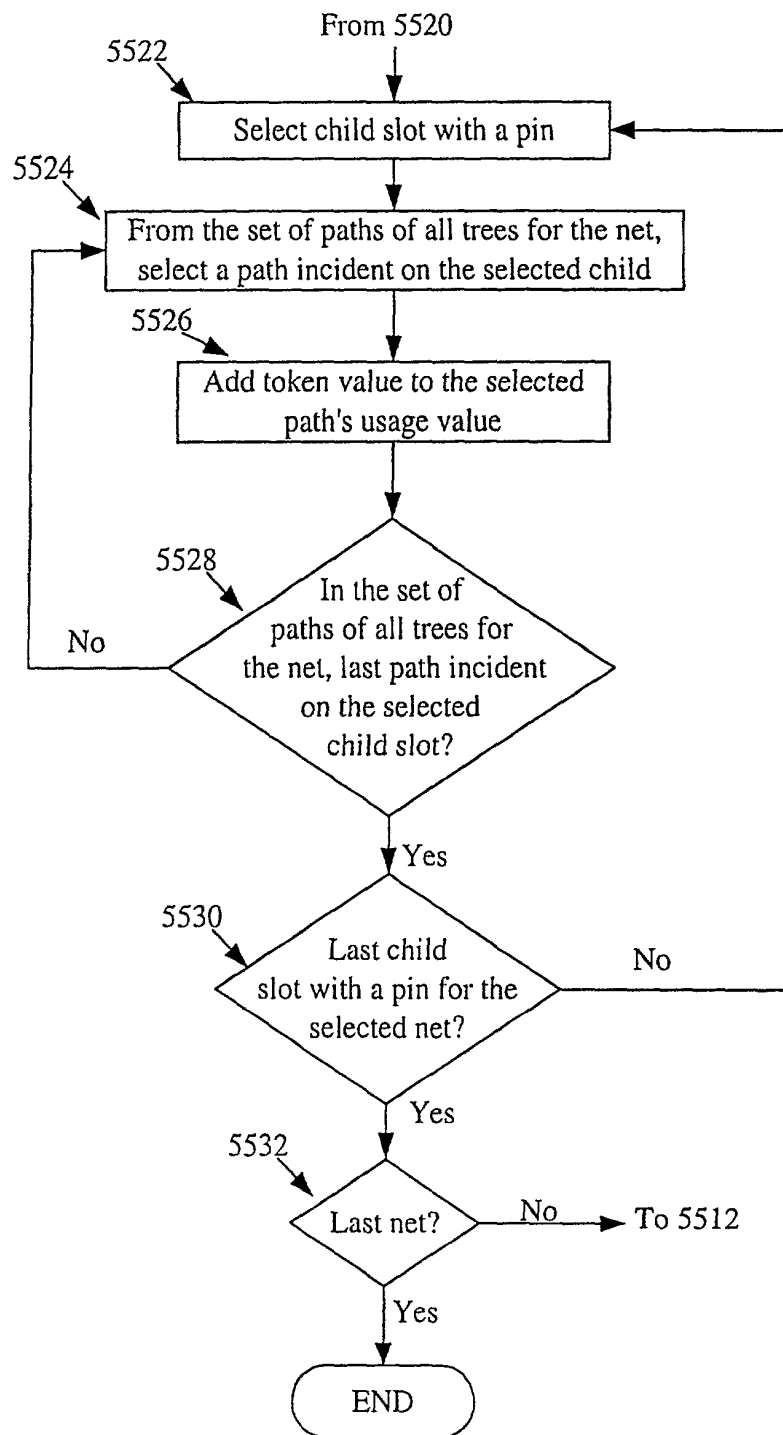 From 5520
5522
Select child slot with a pin
5524
From the set of paths of all trees for the net,
select a path incident on the selected child
5526
Add token value to the selected
path's usage value
5528
In the set of
paths of all trees for
the net, last path incident
on the selected
child slot?
No
Yes
5530
Last child
slot with a pin for the
selected net?
No
Yes
5532
Last net?
No
To 5512
Yes
END